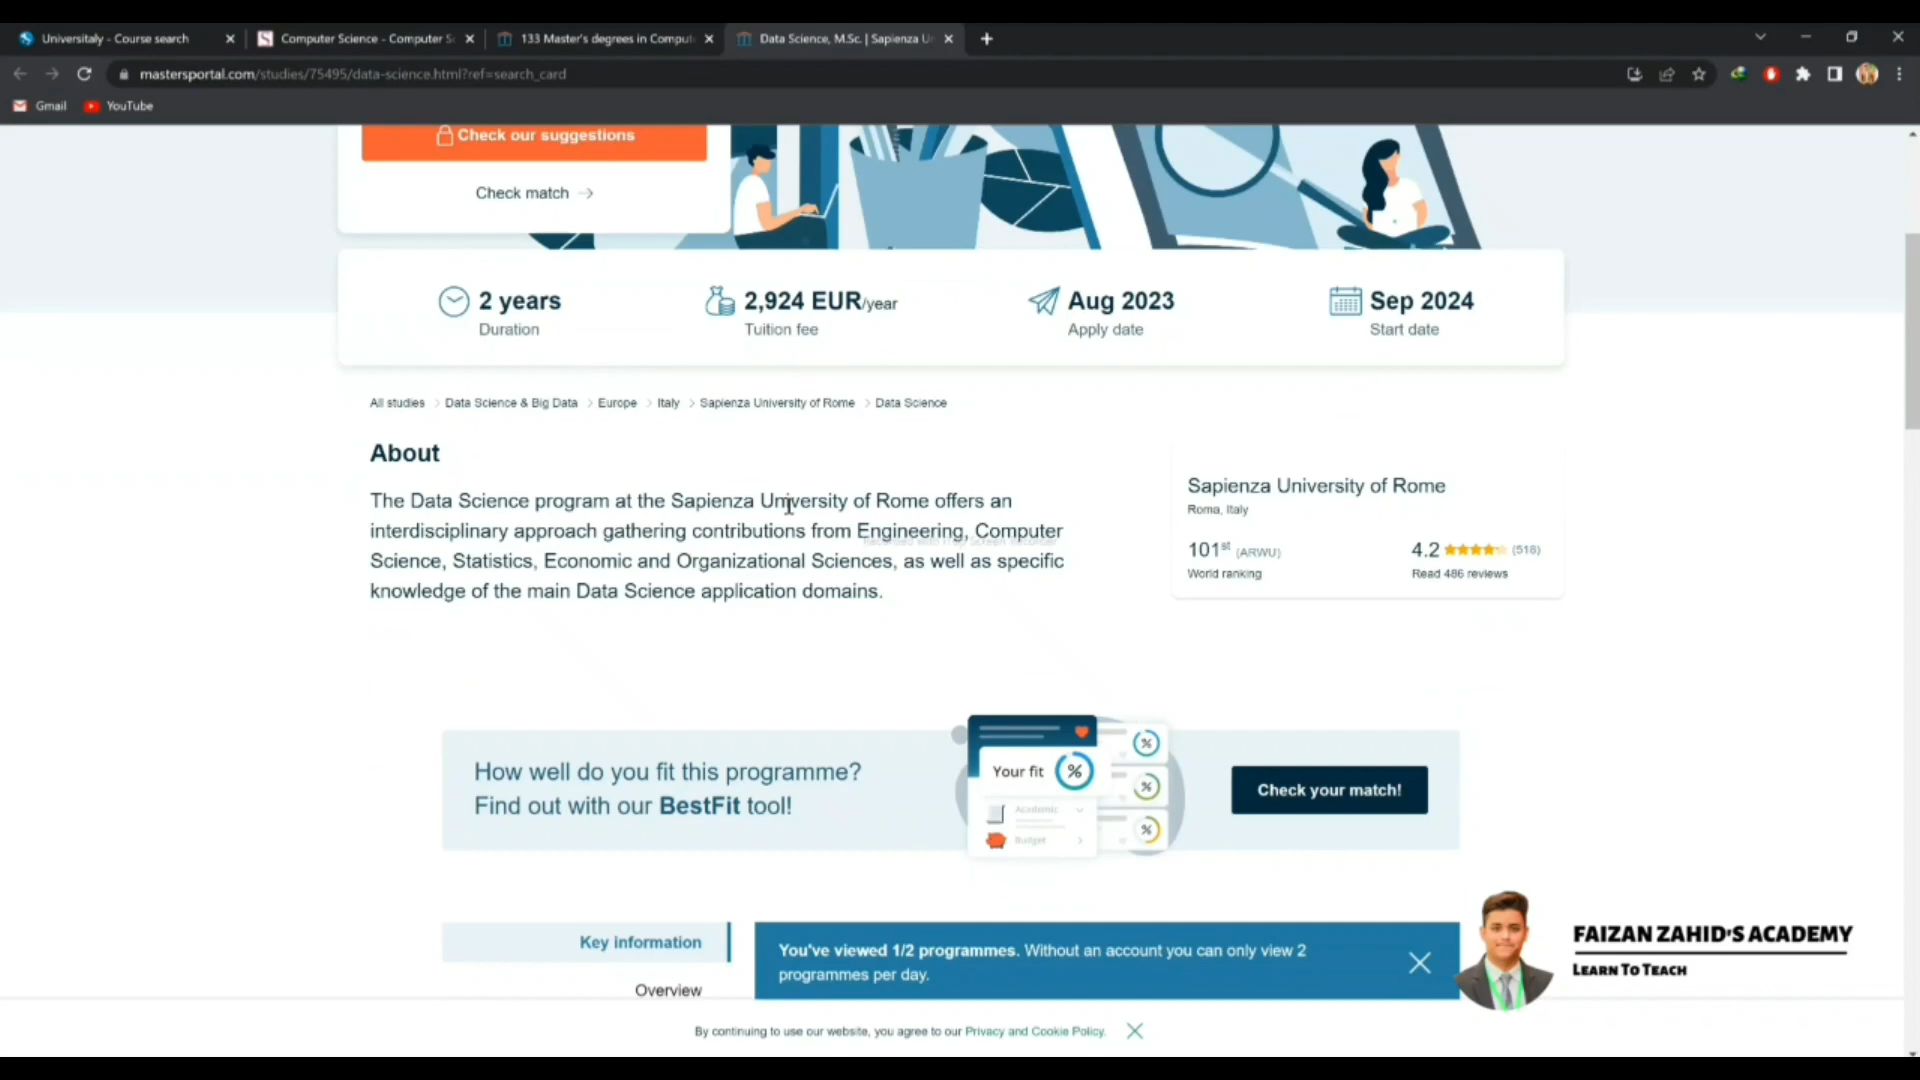 Universitaly - Course search
Computer Science - Computer Sc
133 Master's degrees in Comput
Data Science, M.Sc. | Sapienza Un
mastersportal.com/studies/75495/data-science.html?ref=search_card
Gmail
YouTube
Check our suggestions
Check match
2 years
Duration
2,924 EUR/year
Tuition fee
Aug 2023
Apply date
Sep 2024
Start date
All studies > Data Science & Big Data > Europe > Italy > Sapienza University of Rome > Data Science
About
The Data Science program at the Sapienza University of Rome offers an
interdisciplinary approach gathering contributions from Engineering, Computer
Science, Statistics, Economic and Organizational Sciences, as well as specific
knowledge of the main Data Science application domains.
Sapienza University of Rome
Roma, Italy
101st (ARWU)
World ranking
4.2 (518)
Read 486 reviews
How well do you fit this programme?
Find out with our BestFit tool!
Your fit %
Academic
Budget
%
%
%
Check your match!
Key information
Overview
You've viewed 1/2 programmes. Without an account you can only view 2
programmes per day.
FAIZAN ZAHID'S ACADEMY
LEARN TO TEACH
By continuing to use our website, you agree to our Privacy and Cookie Policy.